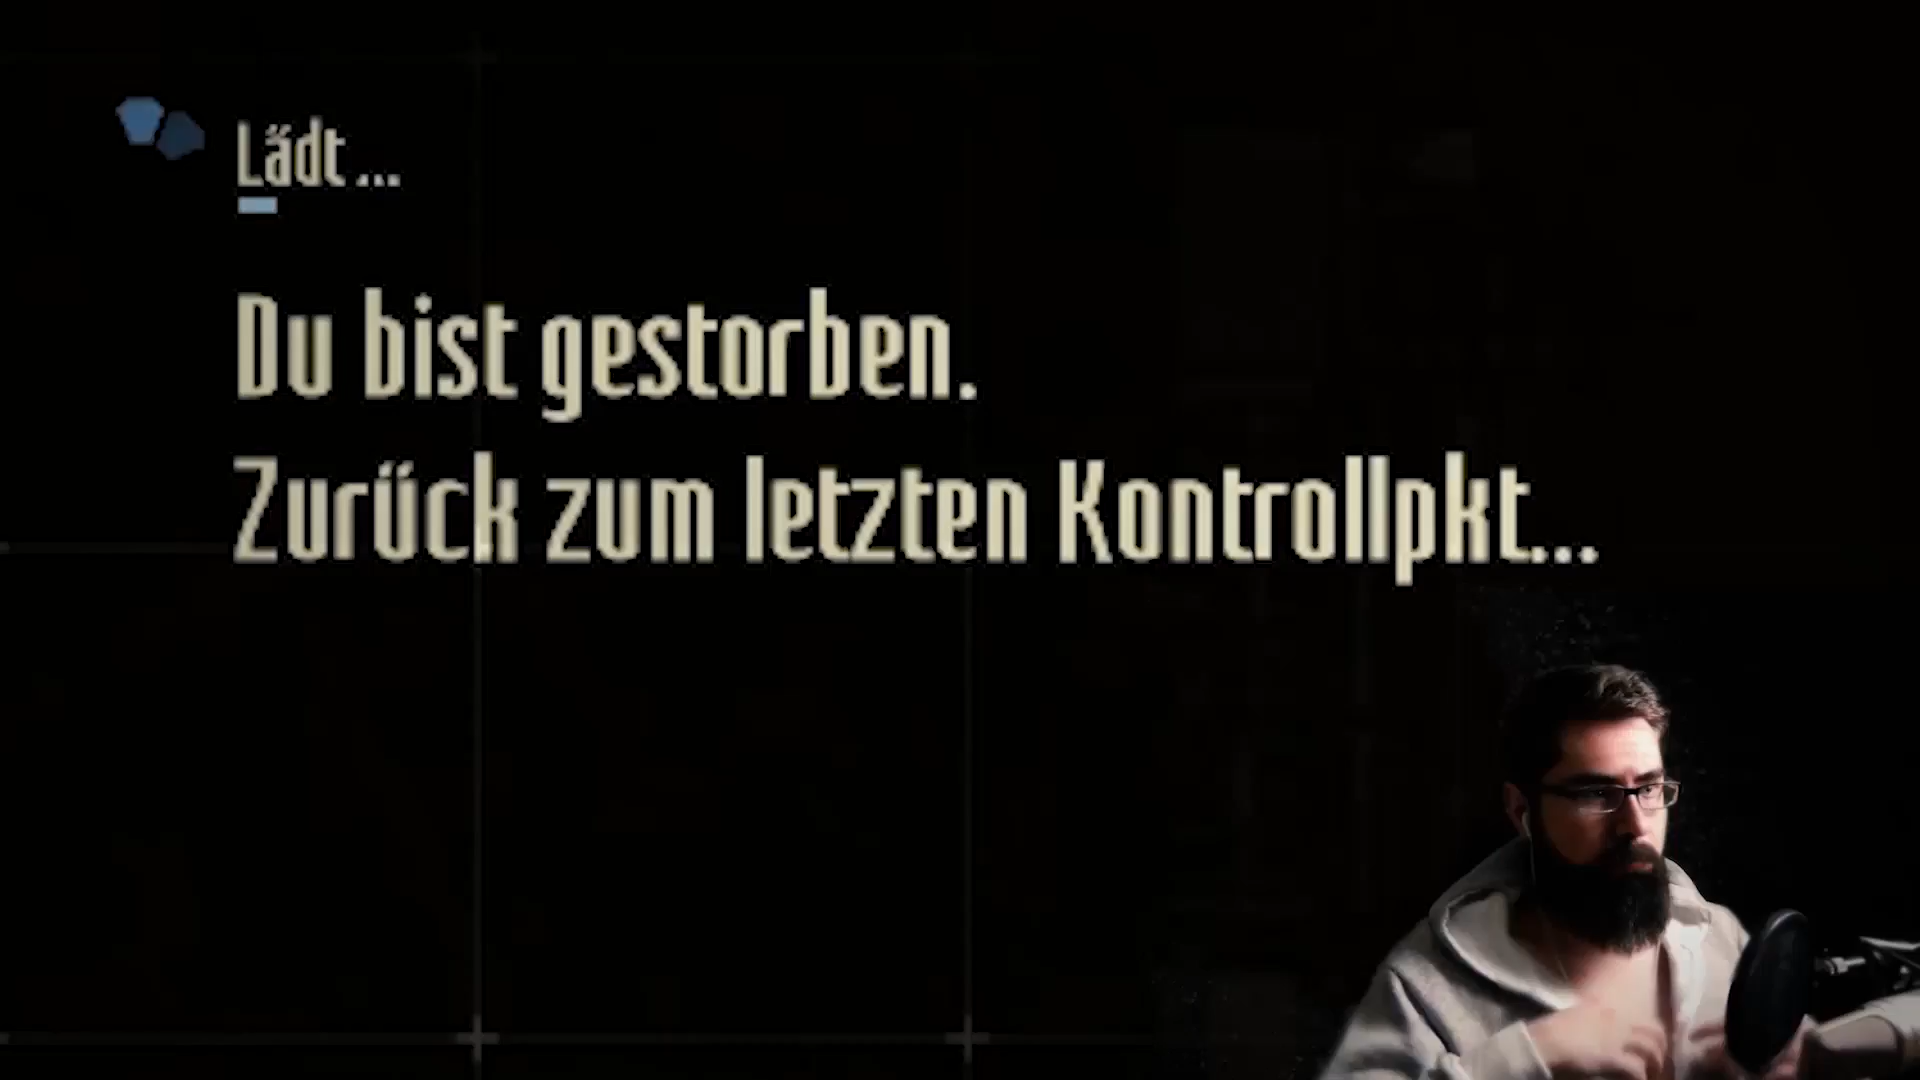 Lädt ...
Du bist gestorben.
Zurück zum letzten Kontrollpkt...